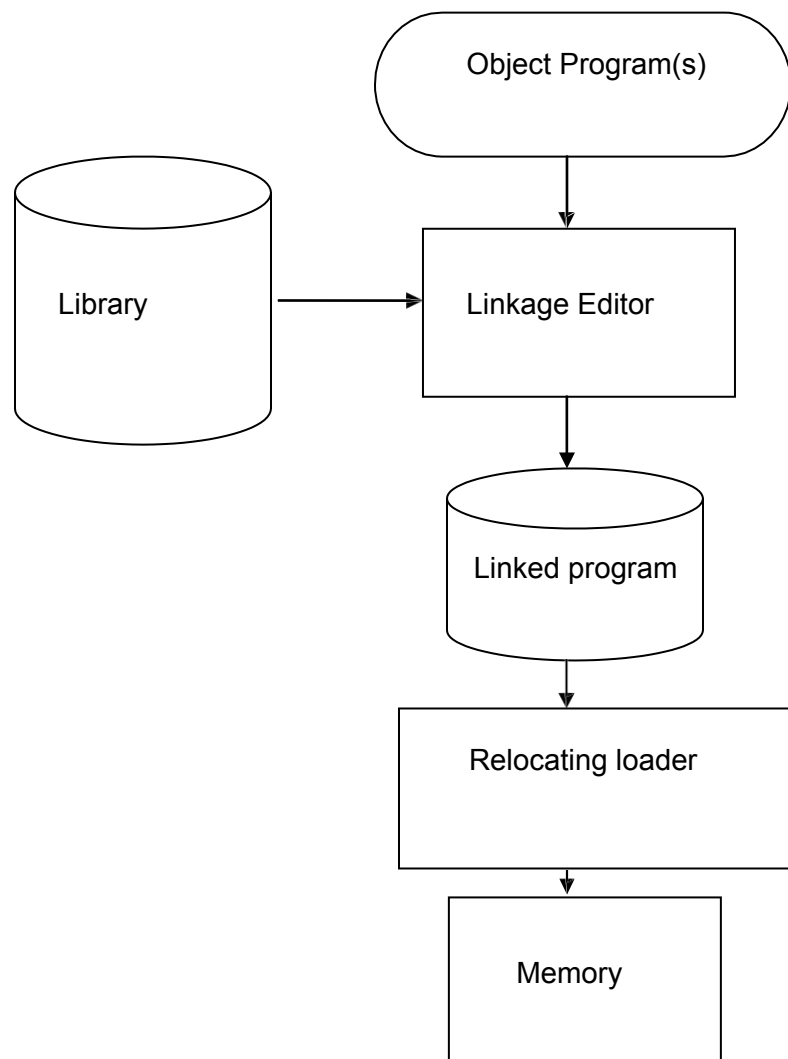 Object Program(s)
Library
Linkage Editor
Linked program
Relocating loader
Memory